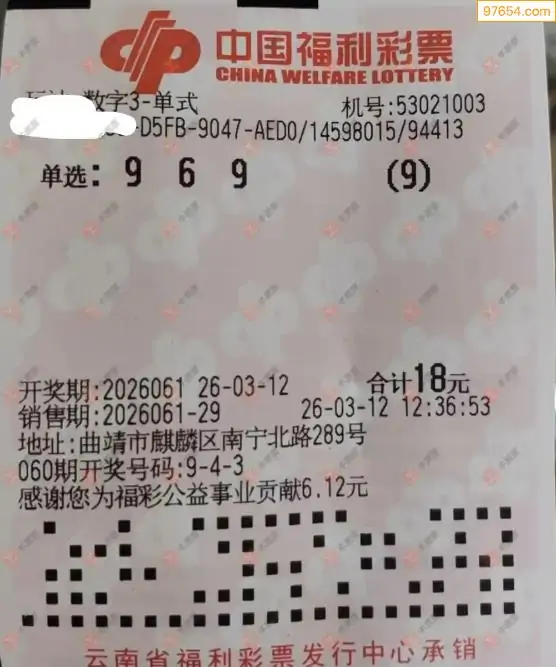 97654.com
中国福利彩票
CHINA WELFARE LOTTERY
数字3-单式 机号:53021003
-D5FB-9047-AED0/14598015/94413
单选: 9 6 9 (9)
开奖期:2026061 26-03-12 合计18元
销售期:2026061-29 26-03-12 12:36:53
地址:曲靖市麒麟区南宁北路289号
060期开奖号码:9-4-3
感谢您为福彩公益事业贡献6.12元
云南省福利彩票发行中心承销